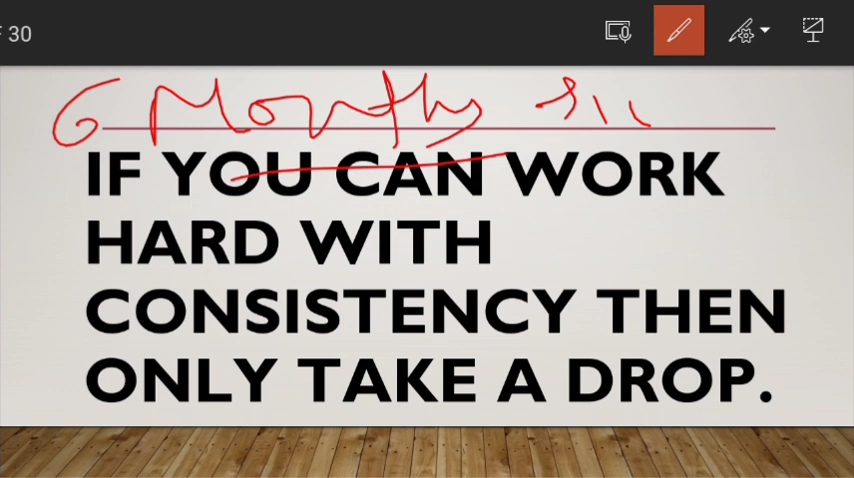 F 30
6 Months
IF YOU CAN WORK
HARD WITH
CONSISTENCY THEN
ONLY TAKE A DROP.